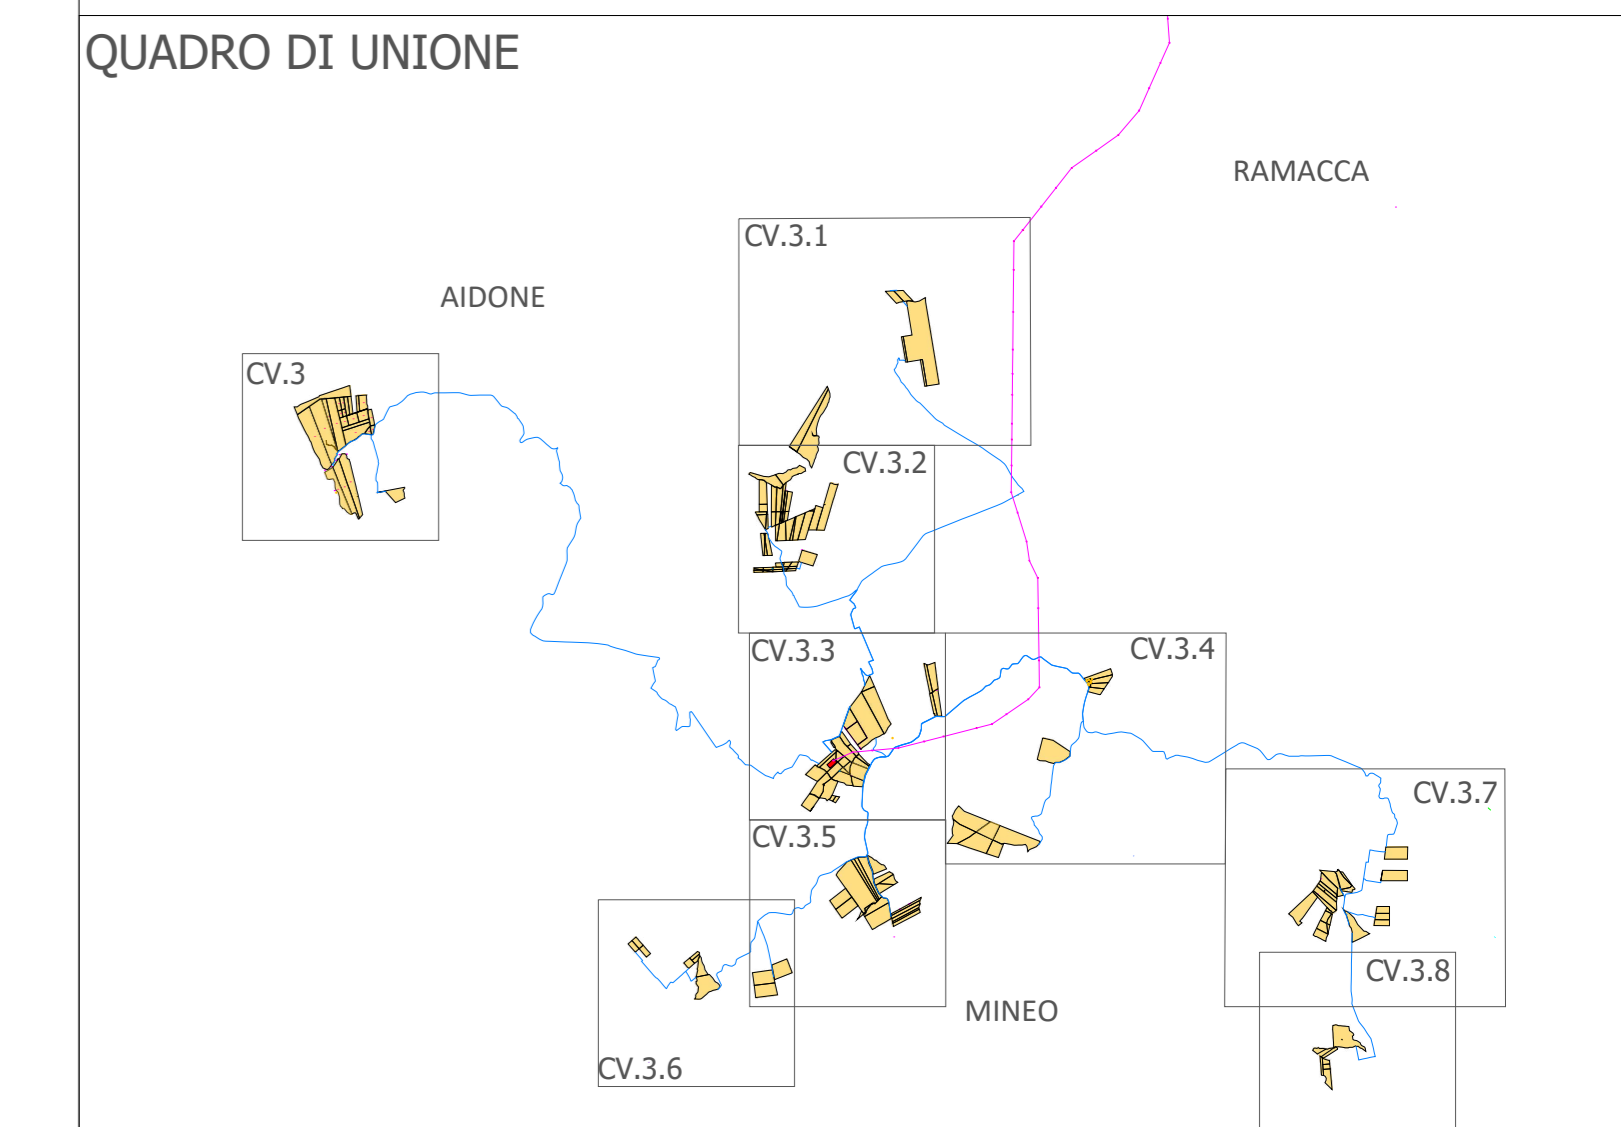 QUADRO DI UNIONE
RAMACCA
CV.3.1
AIDONE
CV.3
CV.3.2
CV.3.3
CV.3.4
CV.3.7
CV.3.5
CV.3.8
MINEO
CV.3.6